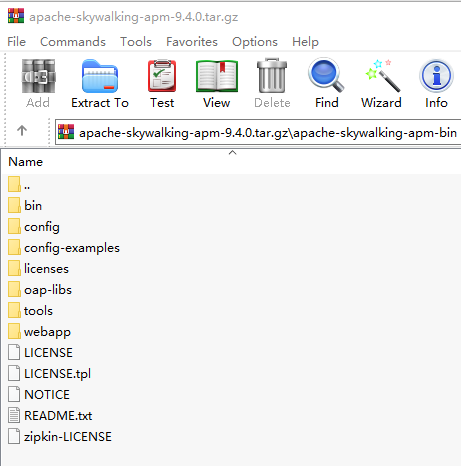 apache-skywalking-apm-9.4.0.tar.gz
File Commands Tools Favorites Options Help
Add Extract To Test View Delete Find Wizard Info
apache-skywalking-apm-9.4.0.tar.gz\apache-skywalking-apm-bin
Name
..
bin
config
config-examples
licenses
oap-libs
tools
webapp
LICENSE
LICENSE.tpl
NOTICE
README.txt
zipkin-LICENSE